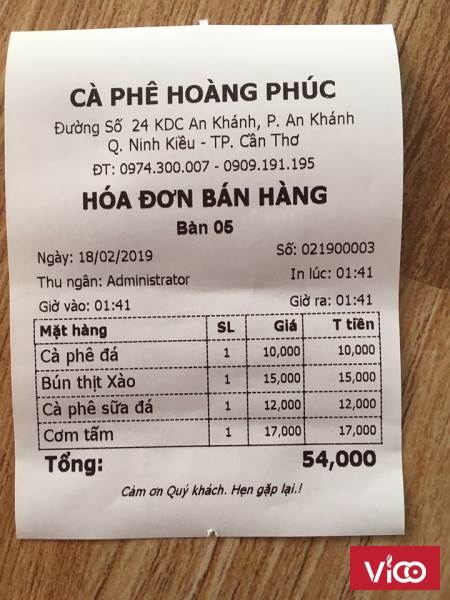 CÀ PHÊ HOÀNG PHÚC
Đường Số 24 KDC An Khánh, P. An Khánh
Q. Ninh Kiều - TP. Cần Thơ
ĐT: 0974.300.007 - 0909.191.195
HÓA ĐƠN BÁN HÀNG
Bàn 05
Ngày: 18/02/2019 Số: 021900003
Thu ngân: Administrator In lúc: 01:41
Giờ vào: 01:41 Giờ ra: 01:41
Mặt hàng SL Giá T tiền
Cà phê đá 1 10,000 10,000
Bún thịt Xào 1 15,000 15,000
Cà phê sữa đá 1 12,000 12,000
Cơm tấm 1 17,000 17,000
Tổng: 54,000
Cảm ơn Quý khách. Hẹn gặp lại.!
Vico